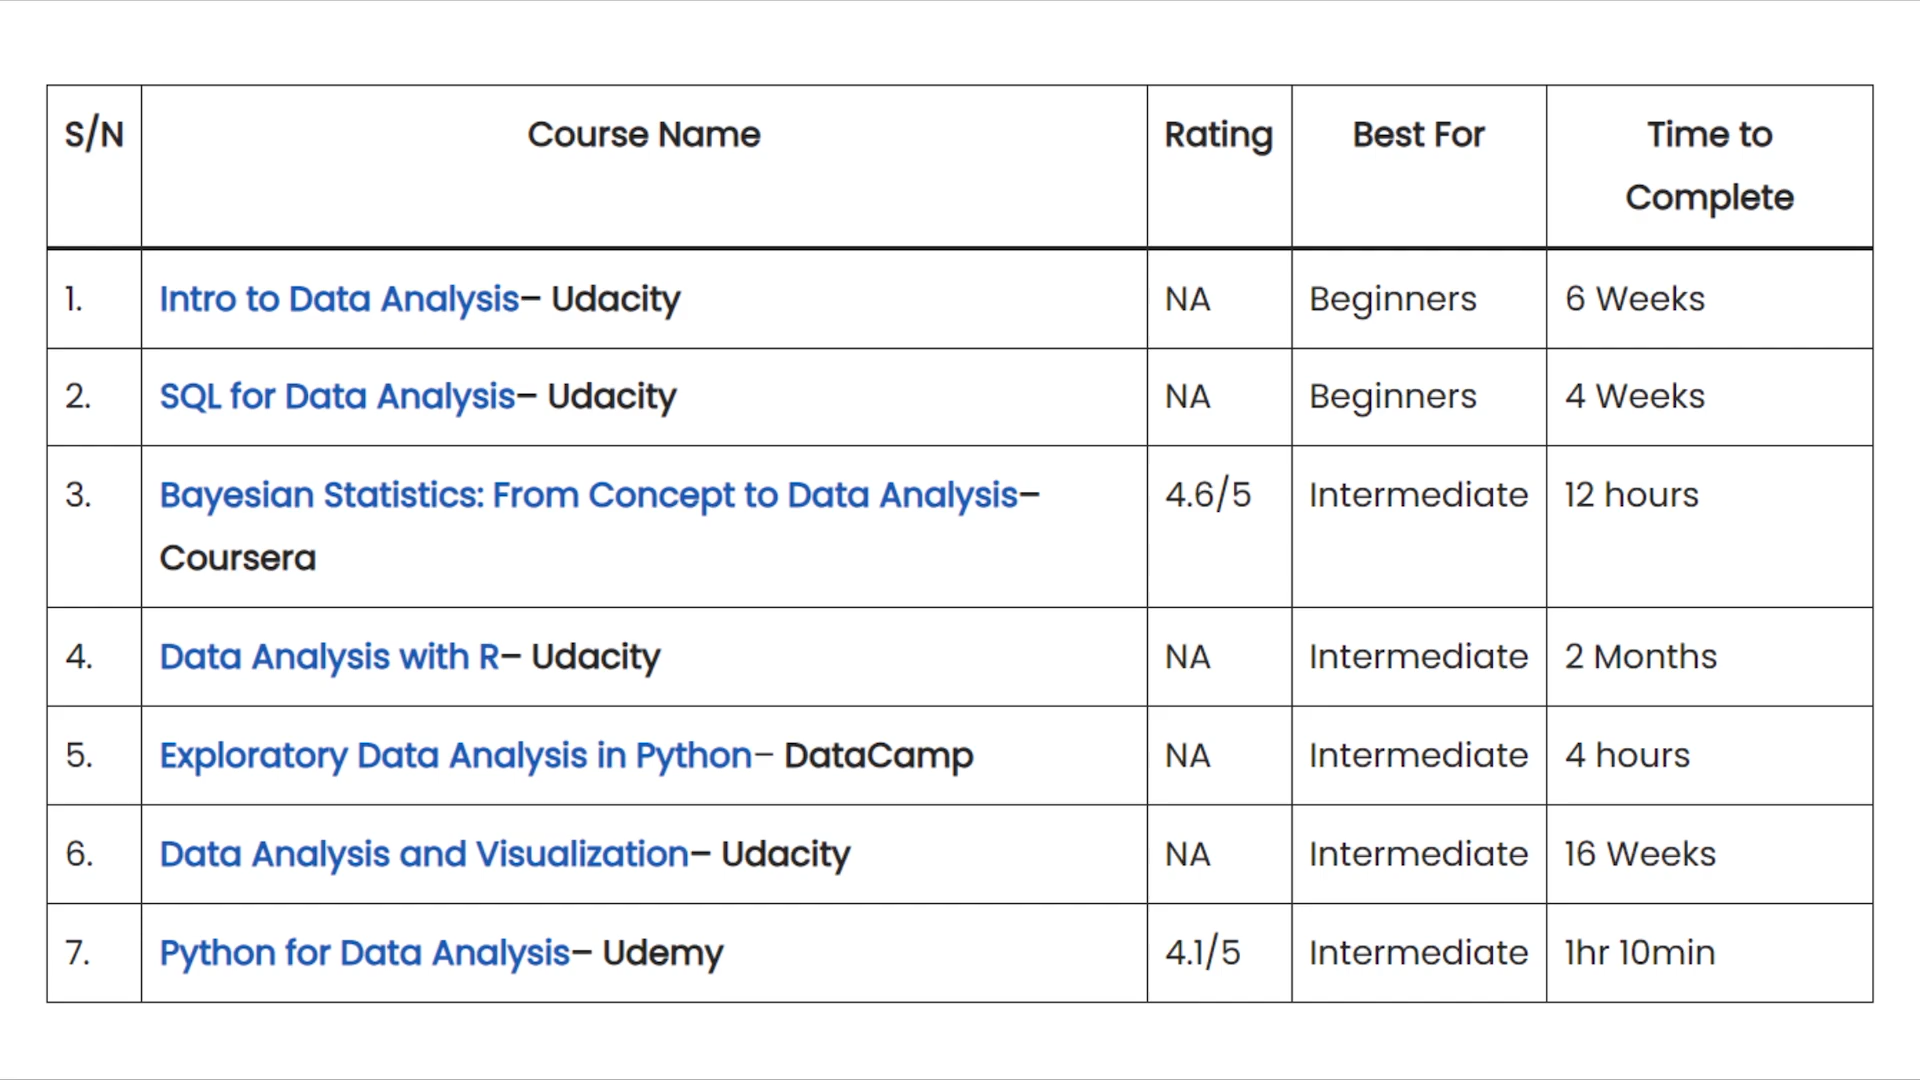 S/N Course Name Rating Best For Time to
Complete
1. Intro to Data Analysis– Udacity NA Beginners 6 Weeks
2. SQL for Data Analysis– Udacity NA Beginners 4 Weeks
3. Bayesian Statistics: From Concept to Data Analysis– 4.6/5 Intermediate 12 hours
Coursera
4. Data Analysis with R– Udacity NA Intermediate 2 Months
5. Exploratory Data Analysis in Python– DataCamp NA Intermediate 4 hours
6. Data Analysis and Visualization– Udacity NA Intermediate 16 Weeks
7. Python for Data Analysis– Udemy 4.1/5 Intermediate 1hr 10min